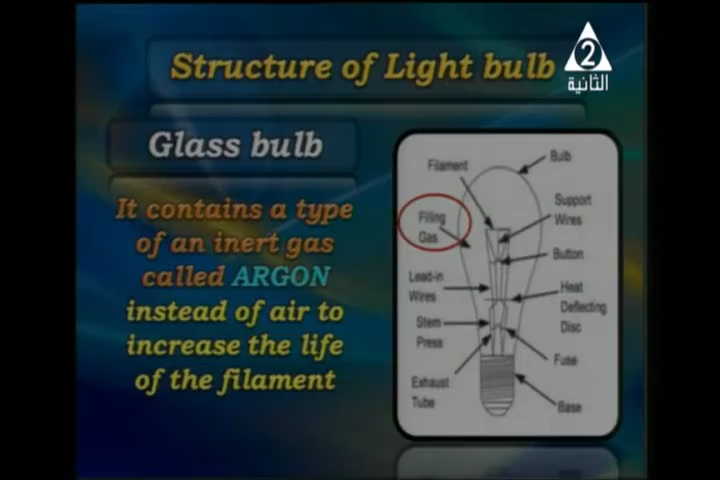 Structure of Light bulb
2
الثانية
Glass bulb
It contains a type
of an inert gas
called ARGON
instead of air to
increase the life
of the filament
Filament
Bulb
Support
Wires
Filling
Gas
Button
Lead-in
Wires
Heat
Deflecting
Disc
Stem
Press
Fuse
Exhaust
Tube
Base